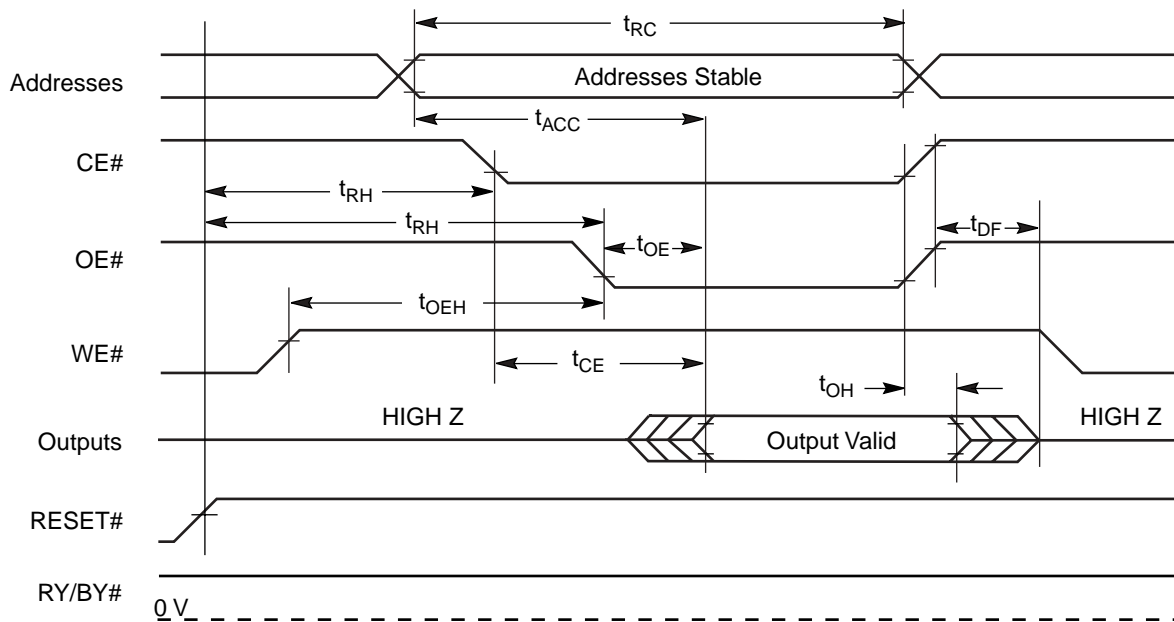 tRC
Addresses
Addresses Stable
tACC
CE#
tRH
tRH
tOE
tDF
OE#
tOEH
WE#
tCE
tOH
HIGH Z
HIGH Z
Outputs
Output Valid
RESET#
RY/BY#
0 V